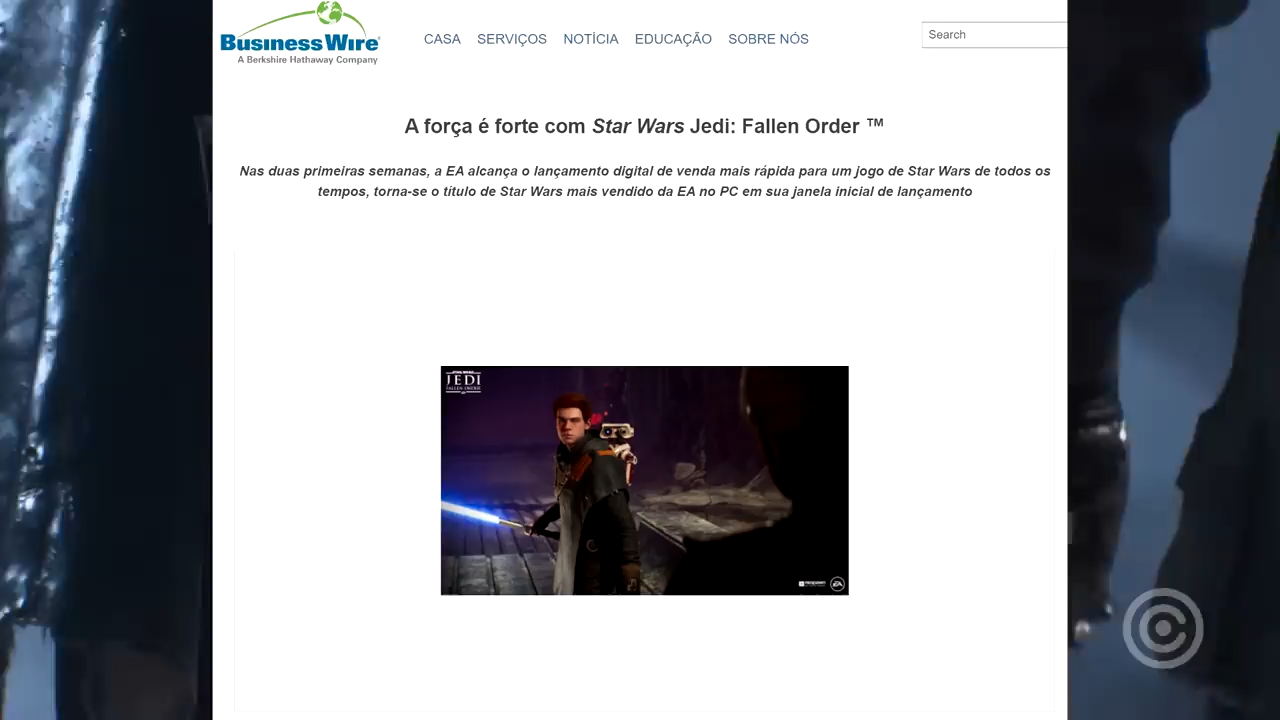 BusinessWire
A Berkshire Hathaway Company
CASA SERVIÇOS NOTÍCIA EDUCAÇÃO SOBRE NÓS
Search
A força é forte com Star Wars Jedi: Fallen Order ™
Nas duas primeiras semanas, a EA alcança o lançamento digital de venda mais rápida para um jogo de Star Wars de todos os
tempos, torna-se o título de Star Wars mais vendido da EA no PC em sua janela inicial de lançamento
STAR WARS
JEDI
FALLEN ORDER
EA